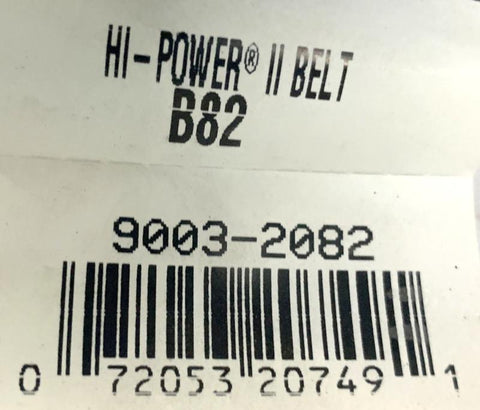 HI-POWER® II BELT
B82
9003-2082
0 72053 20749 1